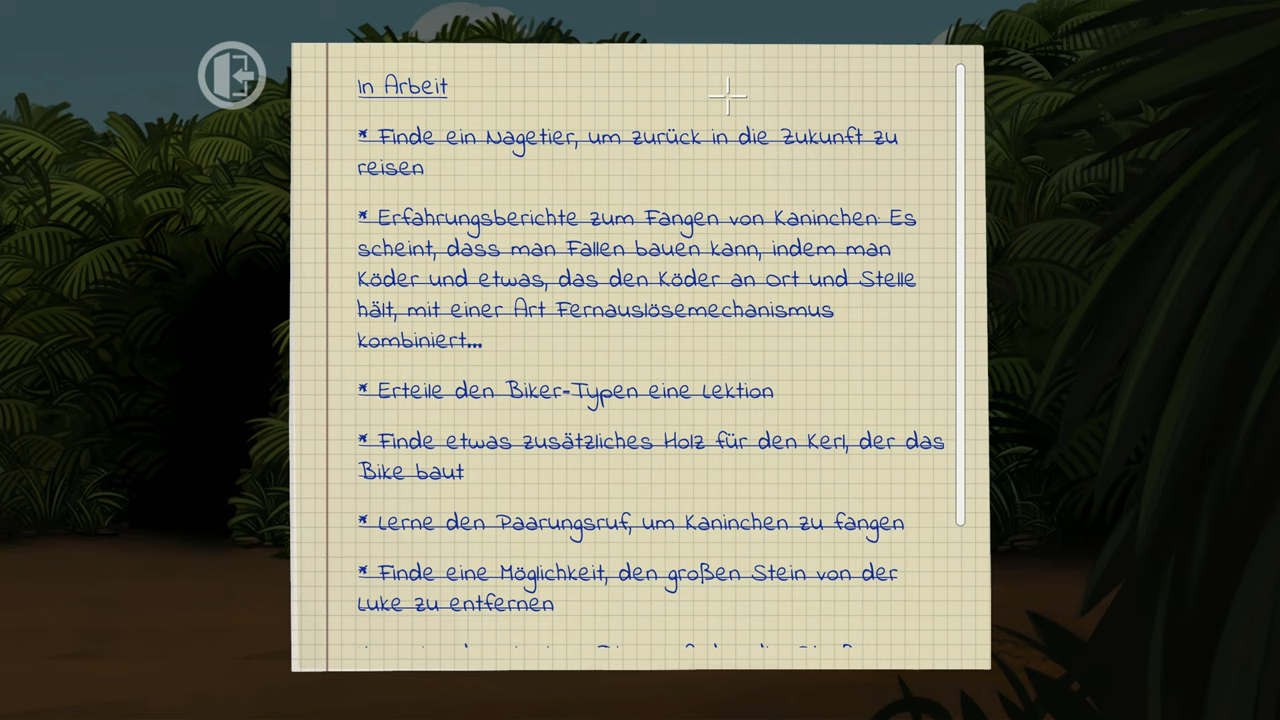 In Arbeit
* Finde ein Nagetier, um zurück in die Zukunft zu
reisen
* Erfahrungsberichte zum Fangen von Kaninchen: Es
scheint, dass man Fallen bauen kann, indem man
Köder und etwas, das den Köder an Ort und Stelle
hält, mit einer Art Fernauslösemechanismus
kombiniert...
* Erteile den Biker-Typen eine Lektion
* Finde etwas zusätzliches Holz für den Kerl, der das
Bike baut
* Lerne den Paarungsruf, um Kaninchen zu fangen
* Finde eine Möglichkeit, den großen Stein von der
Luke zu entfernen